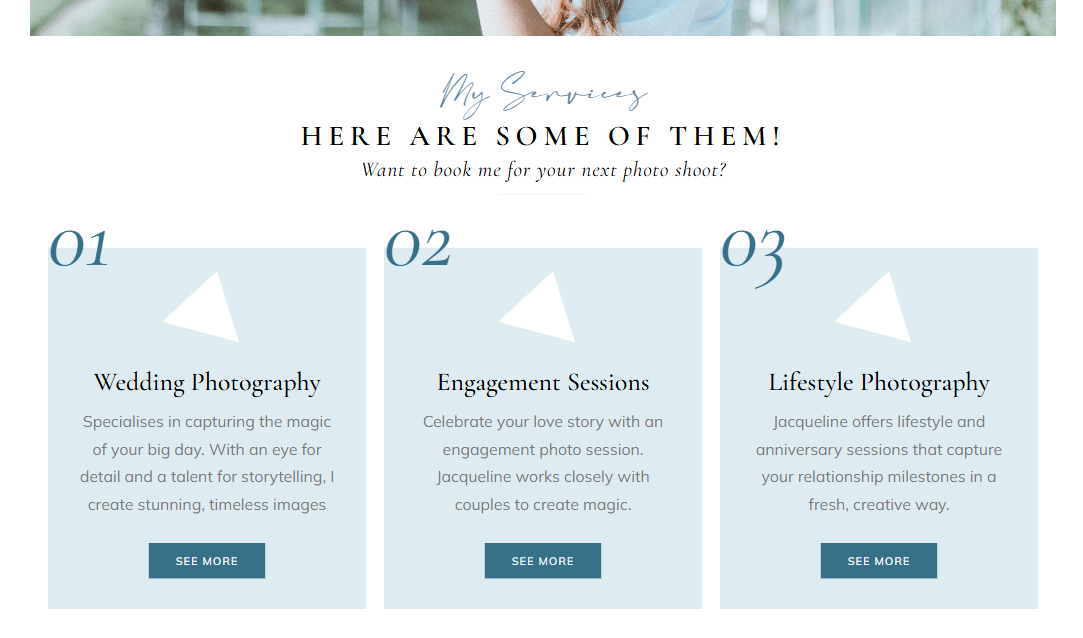 My Services
HERE ARE SOME OF THEM!
Want to book me for your next photo shoot?
01
Wedding Photography
Specialises in capturing the magic
of your big day. With an eye for
detail and a talent for storytelling, I
create stunning, timeless images
SEE MORE
02
Engagement Sessions
Celebrate your love story with an
engagement photo session.
Jacqueline works closely with
couples to create magic.
SEE MORE
03
Lifestyle Photography
Jacqueline offers lifestyle and
anniversary sessions that capture
your relationship milestones in a
fresh, creative way.
SEE MORE